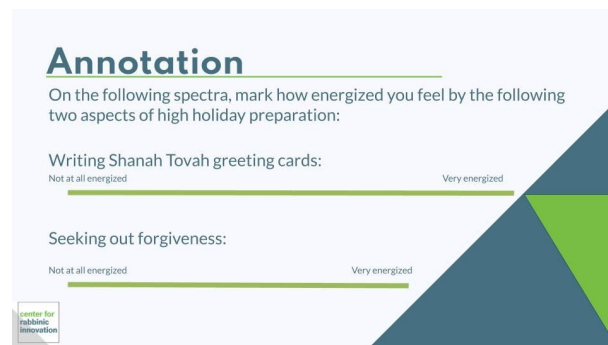 Annotation
On the following spectra, mark how energized you feel by the following
two aspects of high holiday preparation:
Writing Shanah Tovah greeting cards:
Not at all energized Very energized
Seeking out forgiveness:
Not at all energized Very energized
center for
rabbinic
innovation